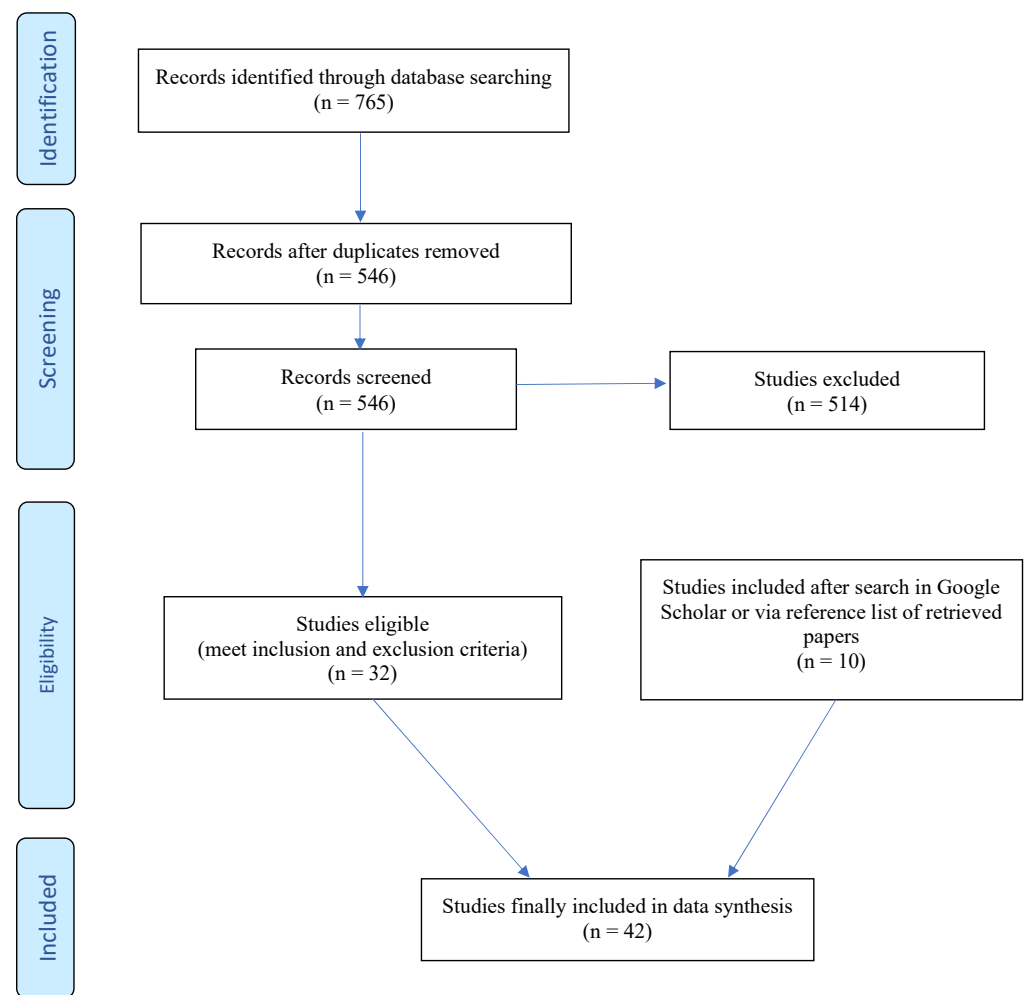 Identification
Records identified through database searching
(n = 765)
Screening
Records after duplicates removed
(n = 546)
Records screened
(n = 546)
Studies excluded
(n = 514)
Eligibility
Studies eligible
(meet inclusion and exclusion criteria)
(n = 32)
Studies included after search in Google
Scholar or via reference list of retrieved
papers
(n = 10)
Included
Studies finally included in data synthesis
(n = 42)